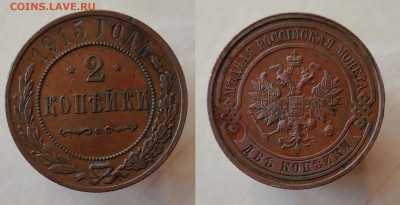 COINS.LAVE.RU
1915 ГОДА
* 2 *
КОПѢЙКИ
МѢДНАЯ РОССІЙСКАЯ МОНЕТА
ДВѢ КОПѢЙКИ